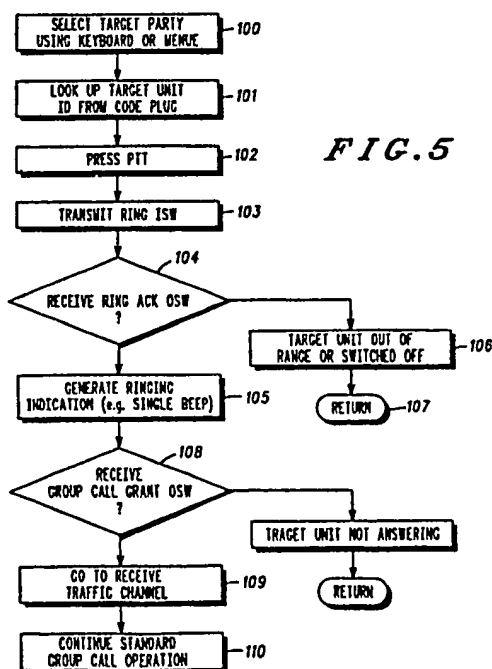 SELECT TARGET PARTY
USING KEYBOARD OR MENUE
100
LOOK UP TARGET UNIT
ID FROM CODE PLUG
101
PRESS PTT
102
FIG.5
TRANSMIT RING ISW
103
104
RECEIVE RING ACK OSW
?
TARGET UNIT OUT OF
RANGE OR SWITCHED OFF
106
GENERATE RINGING
INDICATION (e.g. SINGLE BEEP)
105
RETURN
107
108
RECEIVE
GROUP CALL GRANT OSW
?
TRAGET UNIT NOT ANSWERING
GO TO RECEIVE
TRAFFIC CHANNEL
109
RETURN
CONTINUE STANDARD
GROUP CALL OPERATION
110